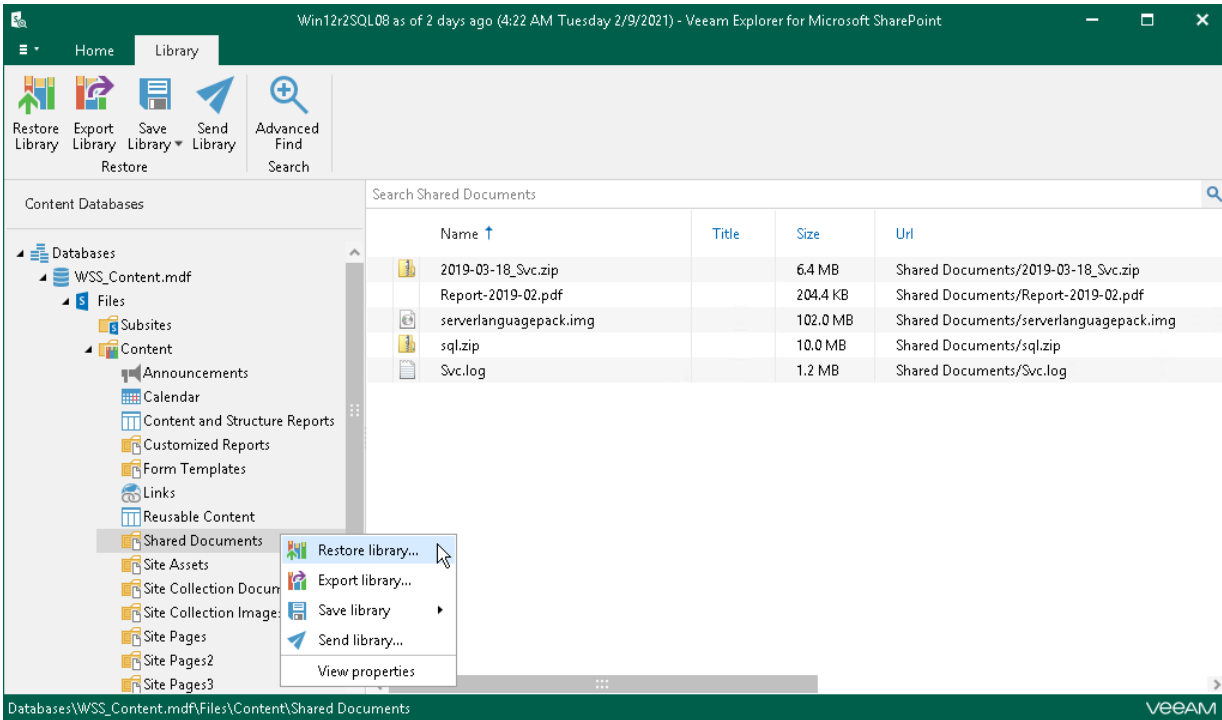 Win12r2SQL08 as of 2 days ago (4:22 AM Tuesday 2/9/2021) - Veeam Explorer for Microsoft SharePoint
Home Library
Restore Library
Export Library
Save Library
Send Library
Advanced Find
Restore
Search
Content Databases
Databases
WSS_Content.mdf
Files
Subsites
Content
Announcements
Calendar
Content and Structure Reports
Customized Reports
Form Templates
Links
Reusable Content
Shared Documents
Site Assets
Site Collection Docum
Site Collection Images
Site Pages
Site Pages2
Site Pages3
Search Shared Documents
Name Title Size Url
2019-03-18_Svc.zip 6.4 MB Shared Documents/2019-03-18_Svc.zip
Report-2019-02.pdf 204.4 KB Shared Documents/Report-2019-02.pdf
serverlanguagepack.img 102.0 MB Shared Documents/serverlanguagepack.img
sql.zip 10.0 MB Shared Documents/sql.zip
Svc.log 1.2 MB Shared Documents/Svc.log
Restore library...
Export library...
Save library
Send library...
View properties
Databases\WSS_Content.mdf\Files\Content\Shared Documents
veeAM